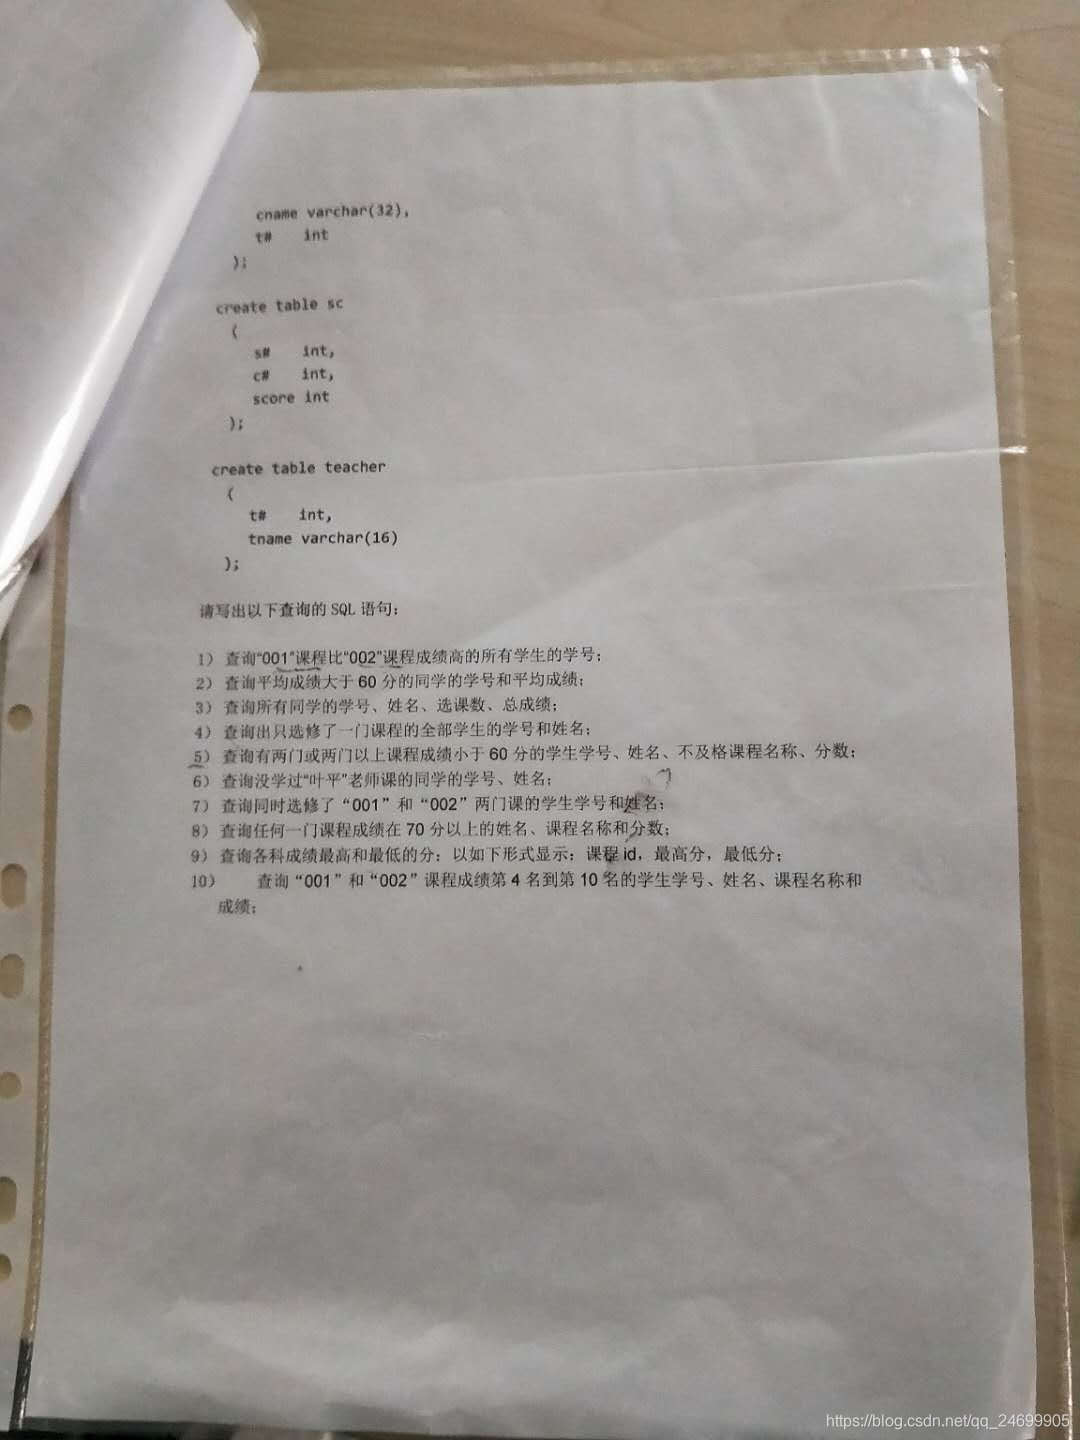 cname varchar(32),
t# int
);
create table sc
(
s# int,
c# int,
score int
);
create table teacher
(
t# int,
tname varchar(16)
);
请写出以下查询的 SQL 语句：
1） 查询“001”课程比“002”课程成绩高的所有学生的学号；
2） 查询平均成绩大于 60 分的同学的学号和平均成绩；
3） 查询所有同学的学号、姓名、选课数、总成绩；
4） 查询出只选修了一门课程的全部学生的学号和姓名；
5） 查询有两门或两门以上课程成绩小于 60 分的学生学号、姓名、不及格课程名称、分数；
6） 查询没学过“叶平”老师课的同学的学号、姓名；
7） 查询同时选修了“001”和“002”两门课的学生学号和姓名；
8） 查询任何一门课程成绩在 70 分以上的姓名、课程名称和分数；
9） 查询各科成绩最高和最低的分：以如下形式显示：课程 id，最高分，最低分；
10） 查询“001”和“002”课程成绩第 4 名到第 10 名的学生学号、姓名、课程名称和
成绩；
https://blog.csdn.net/qq_24699905